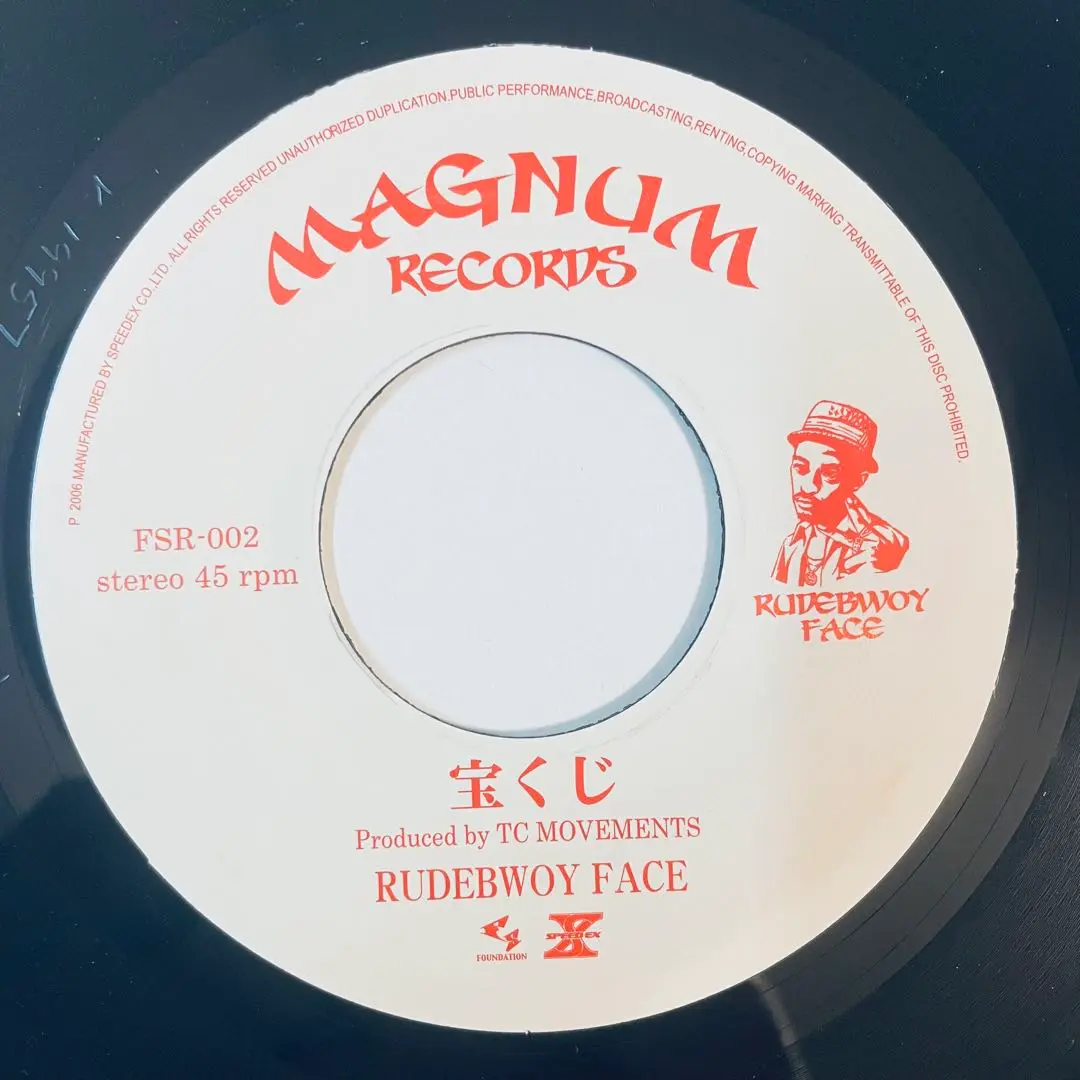 P 2006 MANUFACTURED BY SPEEDEX CO.,LTD. ALL RIGHTS RESERVED UNAUTHORIZED DUPLICATION.PUBLIC PERFORMANCE,BROADCASTING,RENTING,COPYING MARKING TRANSMITTABLE OF THIS DISC PROHIBITED.
MAGNUM
RECORDS
FSR-002
stereo 45 rpm
RUDEBWOY
FACE
宝くじ
Produced by TC MOVEMENTS
RUDEBWOY FACE
FS
FOUNDATION
SPEEDEX